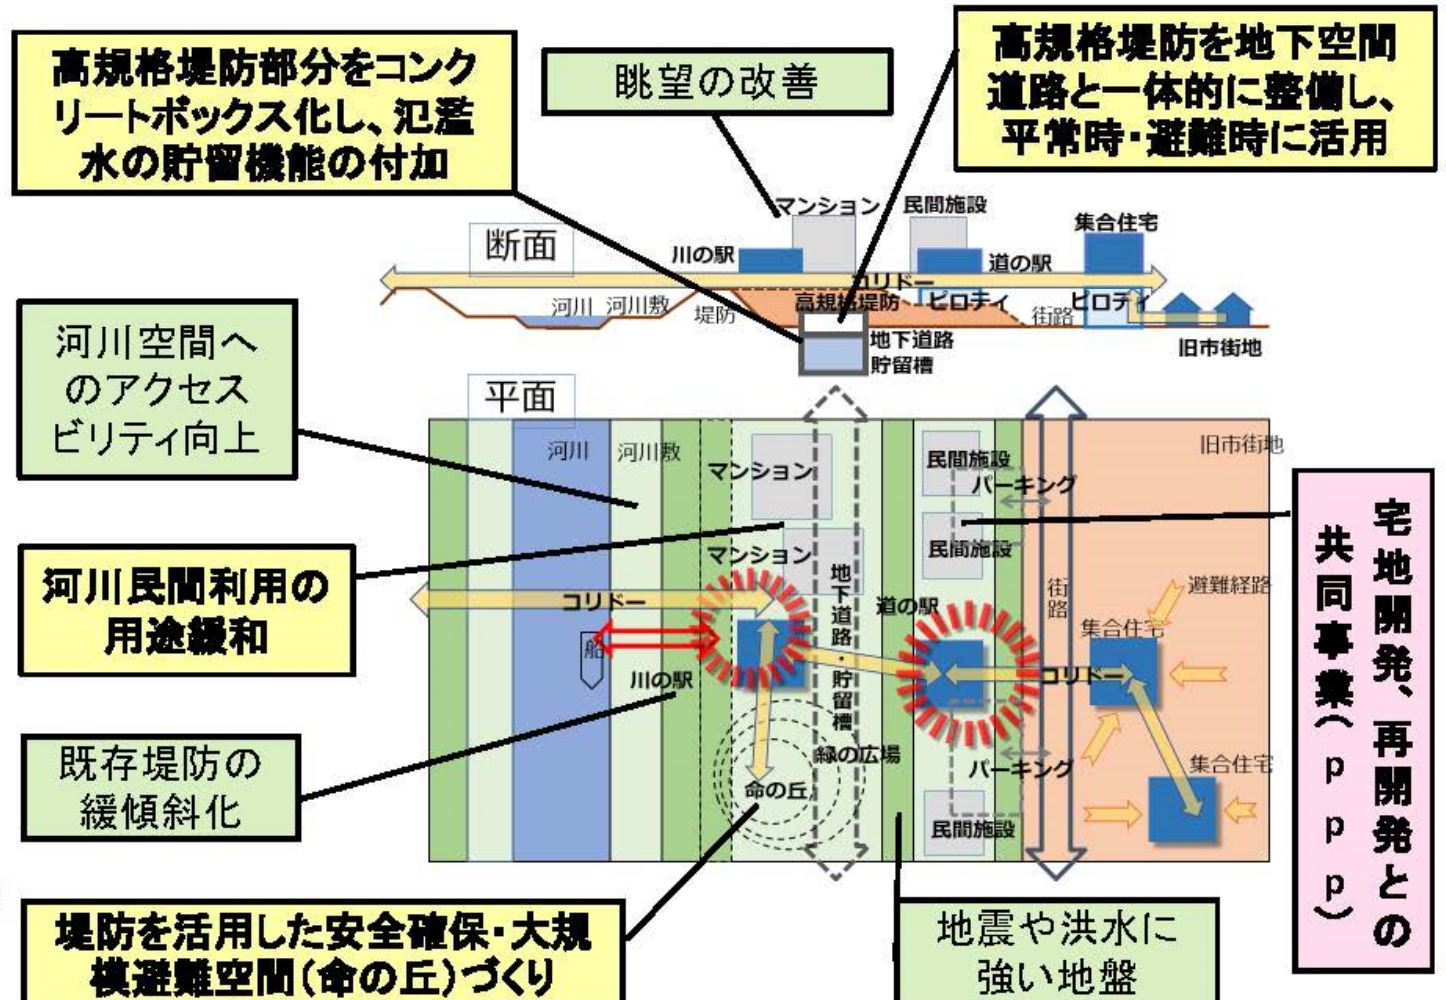 高規格堤防部分をコンク
リートボックス化し、氾濫
水の貯留機能の付加
眺望の改善
高規格堤防を地下空間
道路と一体的に整備し、
平常時・避難時に活用
断面
マンション
民間施設
集合住宅
川の駅
道の駅
コリドー
河川
河川敷
堤防
高規格堤防
ピロティ
街路
ピロティ
地下道路
貯留槽
旧市街地
河川空間へ
のアクセス
ビリティ向上
平面
河川
河川敷
マンション
民間施設
パーキング
旧市街地
マンション
民間施設
河川民間利用の
用途緩和
コリドー
船
川の駅
地下道路・貯留槽
道の駅
街路
避難経路
集合住宅
コリドー
既存堤防の
緩傾斜化
緑の広場
命の丘
パーキング
集合住宅
民間施設
宅地開発、再開発との
共同事業(ppp)
堤防を活用した安全確保・大規
模避難空間(命の丘)づくり
地震や洪水に
強い地盤